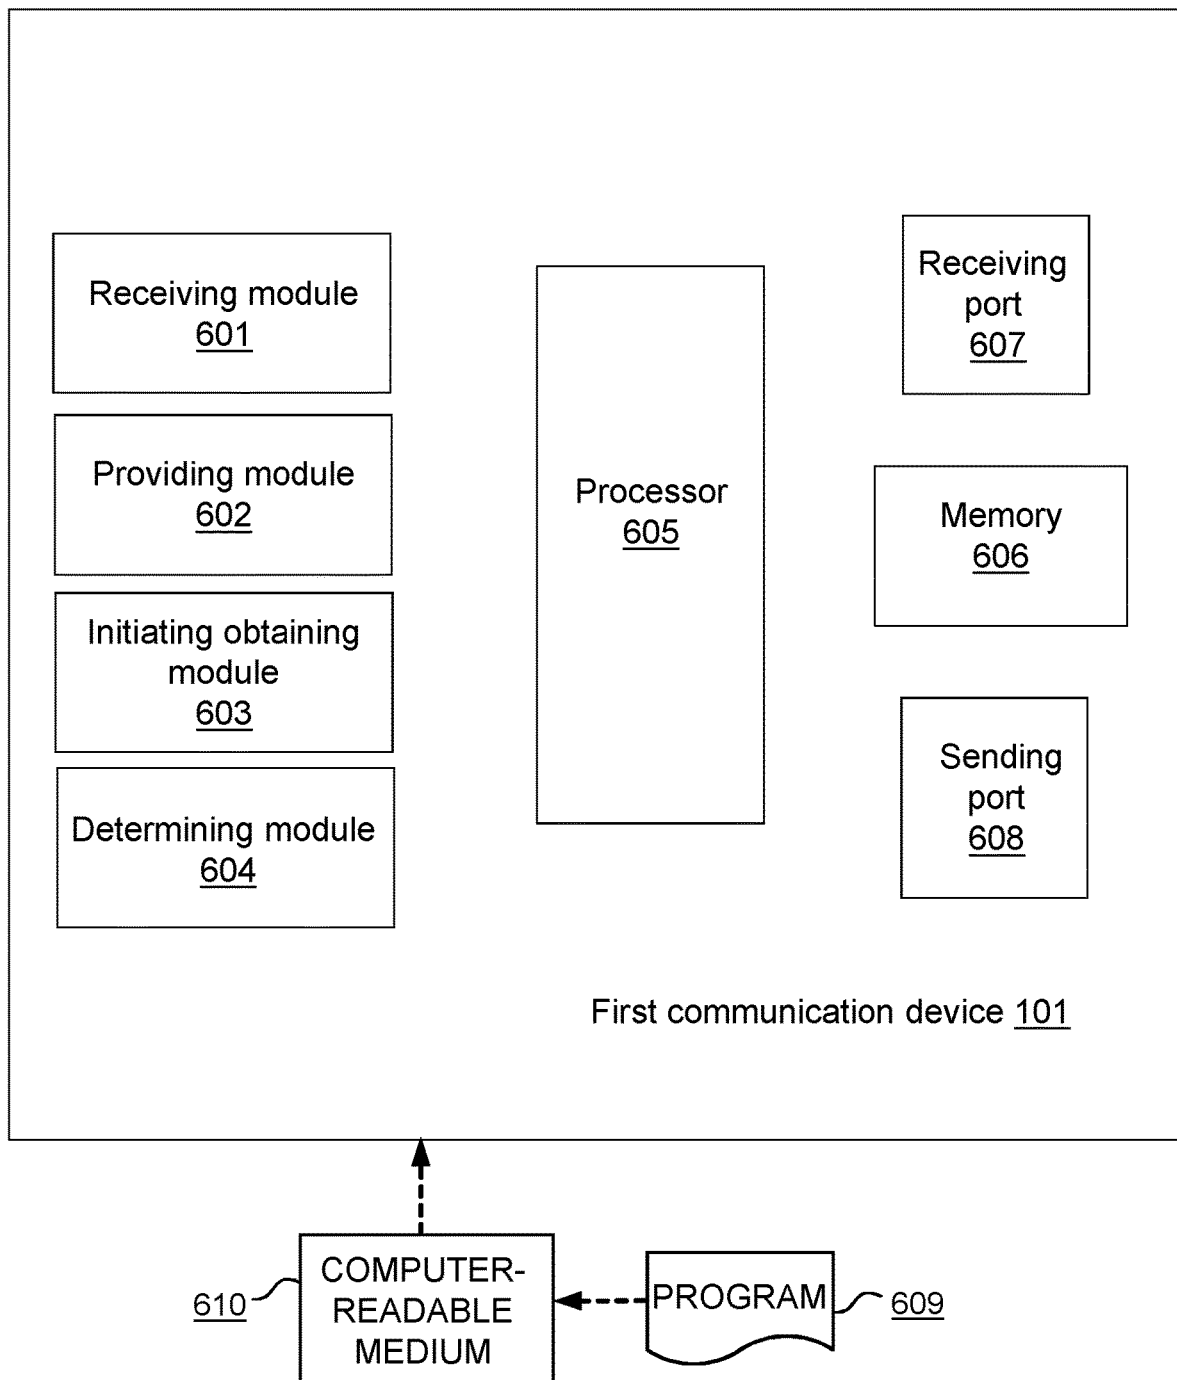 Receiving module
601
Providing module
602
Initiating obtaining
module
603
Determining module
604
Processor
605
Receiving
port
607
Memory
606
Sending
port
608
First communication device 101
610
COMPUTER-
READABLE
MEDIUM
PROGRAM
609